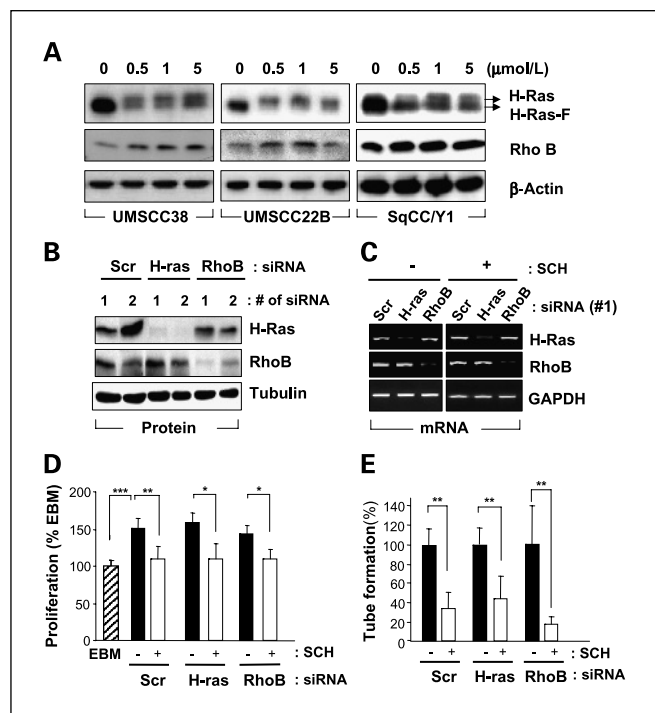 A
0 0.5 1 5 0 0.5 1 5 0 0.5 1 5 (μmol/L)
H-Ras
H-Ras-F
Rho B
β-Actin
UMSCC38 UMSCC22B SqCC/Y1
B
Scr H-ras RhoB : siRNA
1 2 1 2 1 2 : # of siRNA
H-Ras
RhoB
Tubulin
Protein
C
- + : SCH
Scr H-ras RhoB Scr H-ras RhoB : siRNA (#1)
H-Ras
RhoB
GAPDH
mRNA
D
Proliferation (% EBM)
200
150
100
50
0
*** ** * *
EBM - + - + - + : SCH
Scr H-ras RhoB : siRNA
E
Tube formation(%)
140
120
100
80
60
40
20
0
** ** **
- + - + - + : SCH
Scr H-ras RhoB : siRNA